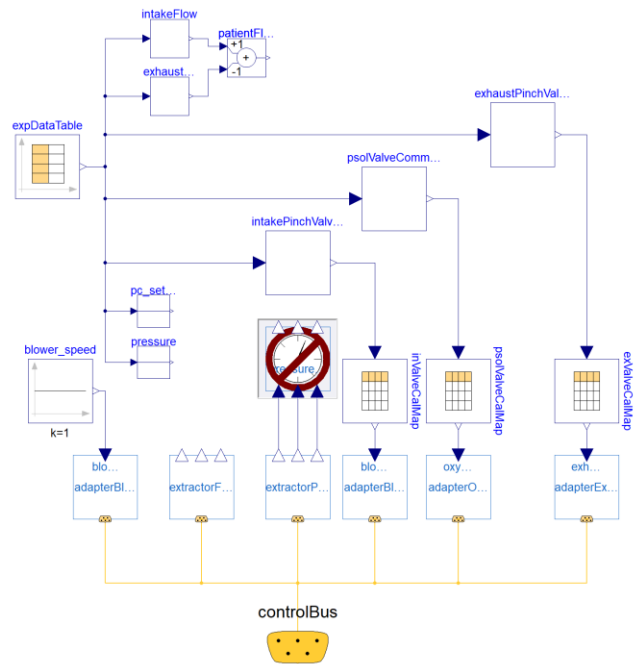 intakeFlow
patientFl...
+1
+
-1
exhaust...
exhaustPinchVal...
expDataTable
psolValveComm...
intakePinchValv...
pc_set...
pressure
blower_speed
k=1
inValveCalMap
psolValveCalMap
exValveCalMap
blo...
adapterBl...
extractorF...
extractorP...
blo...
adapterBl...
oxy...
adapterO...
exh...
adapterEx...
controlBus